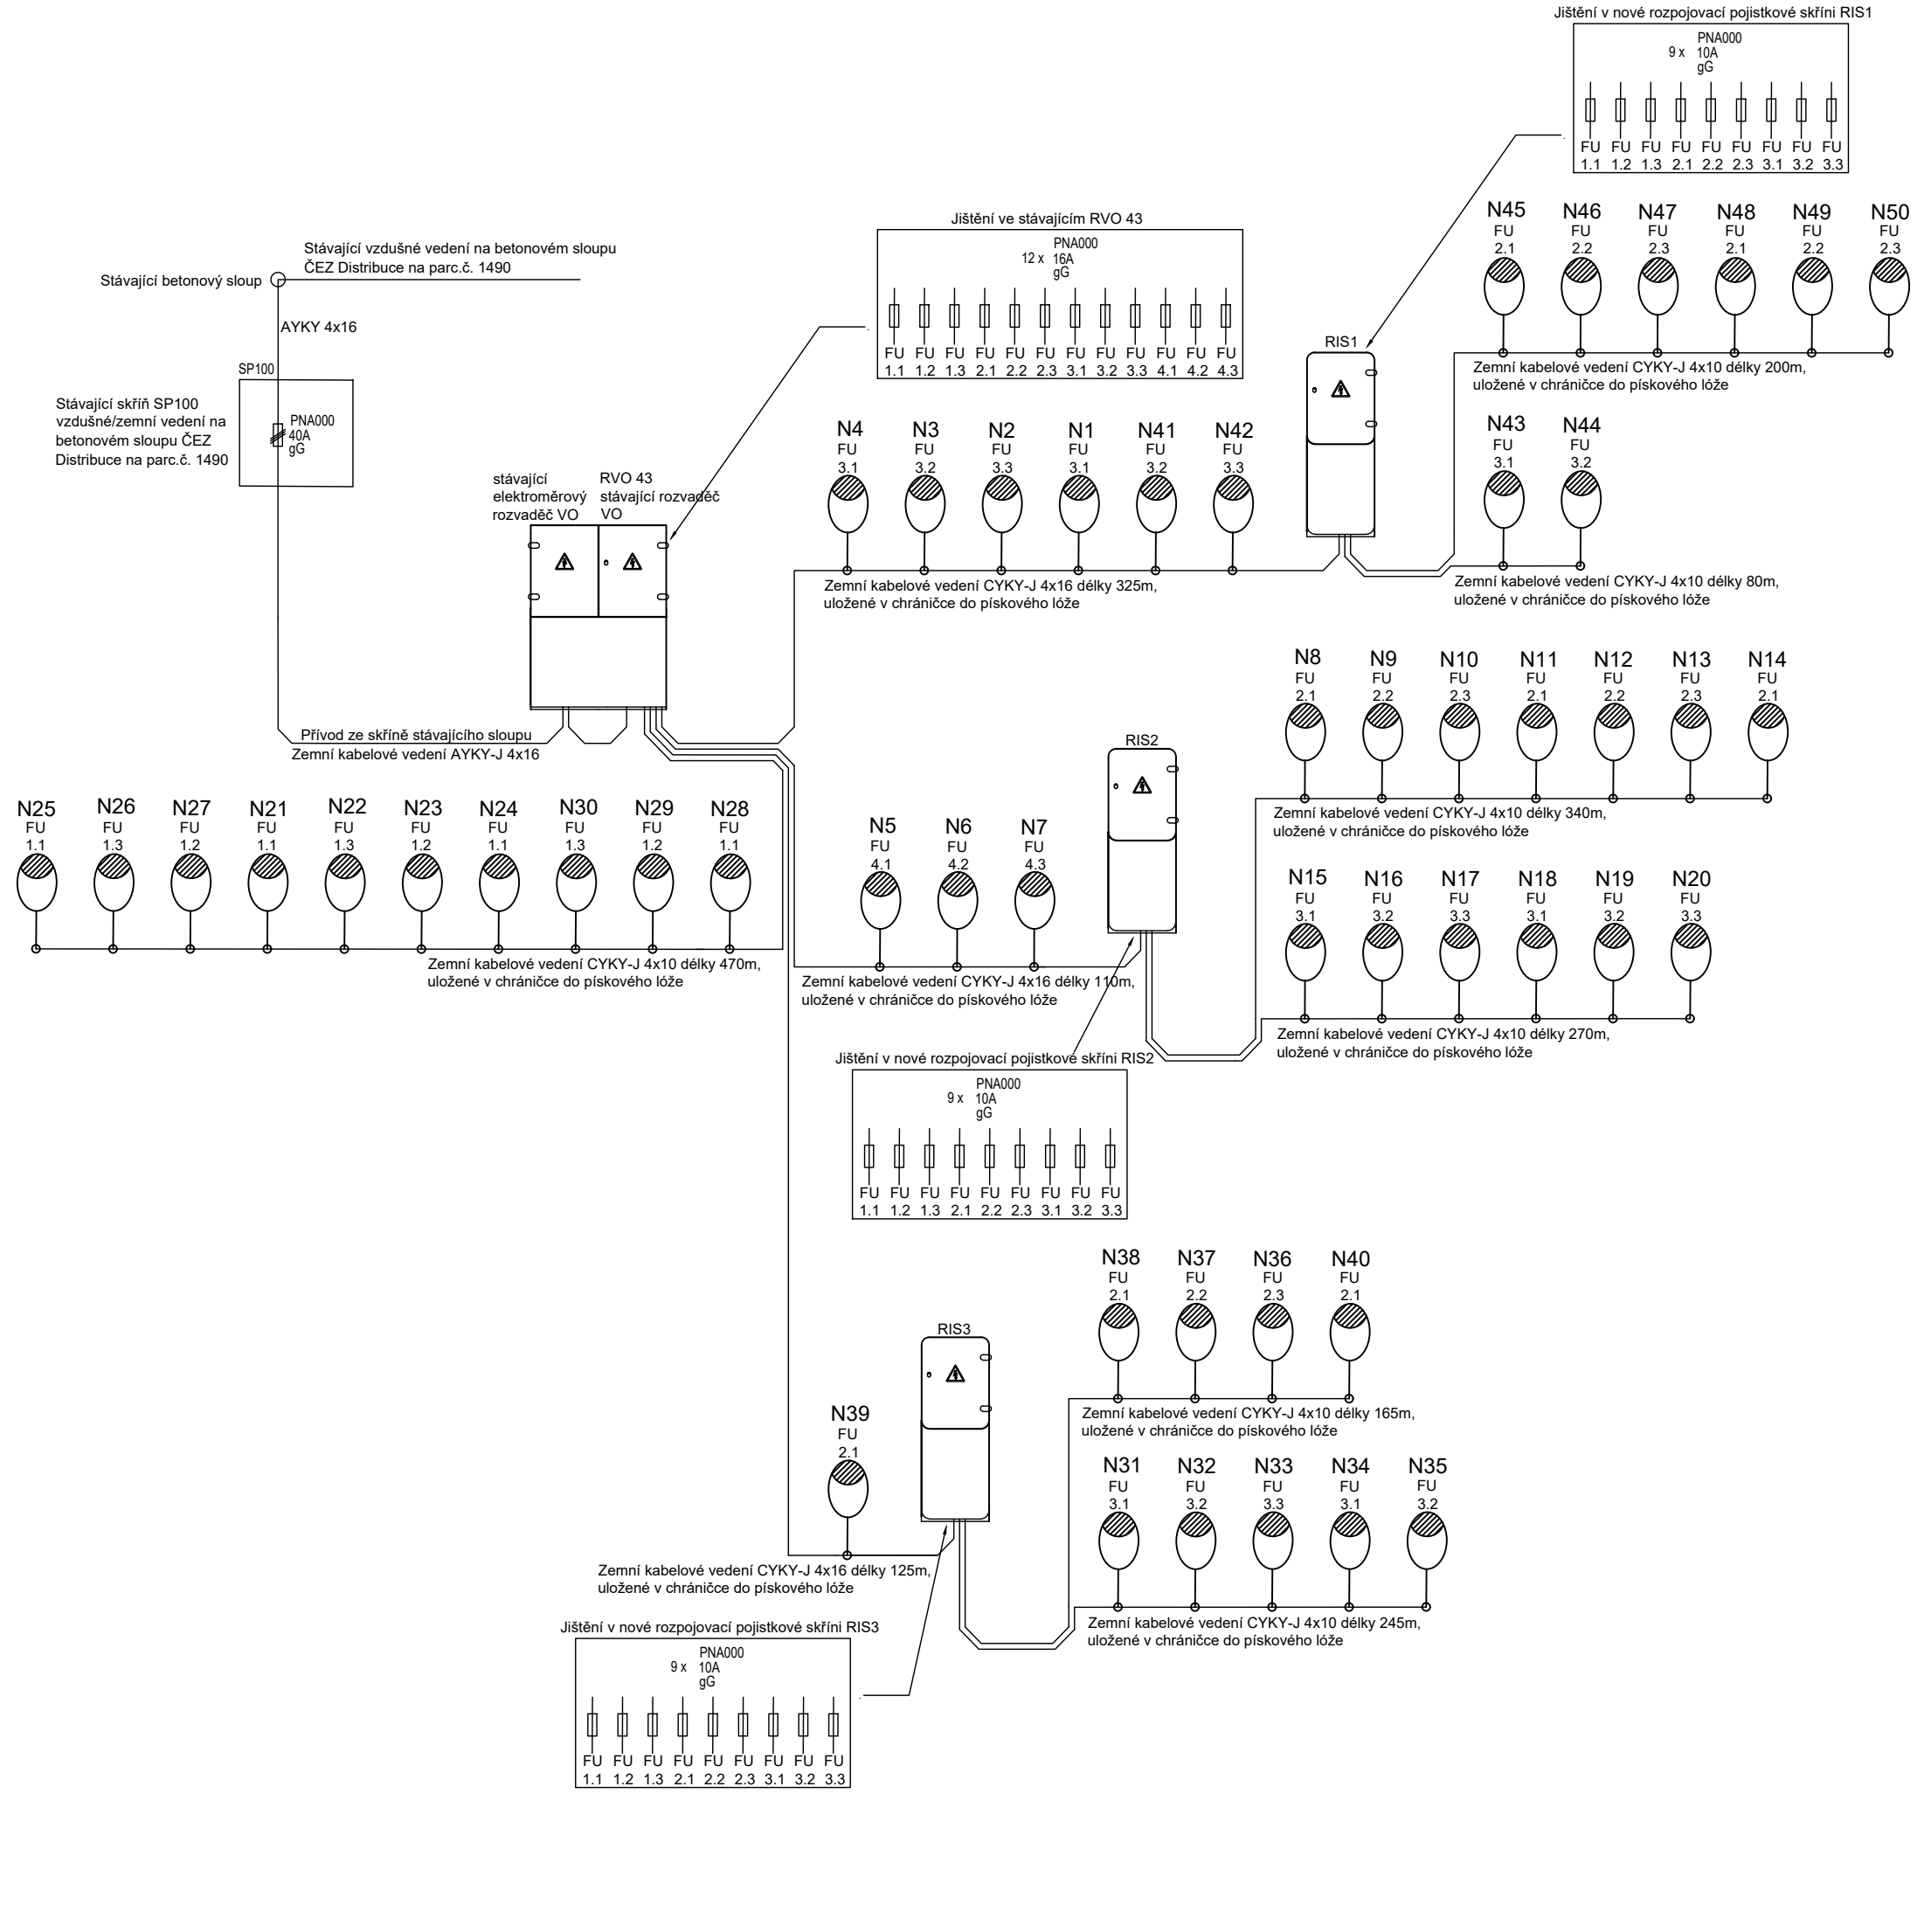 Jištění v nové rozpojovací pojistkové skříni RIS1
PNA000
9 x 10A
gG
FU FU FU FU FU FU FU FU FU
1.1 1.2 1.3 2.1 2.2 2.3 3.1 3.2 3.3
N45 N46 N47 N48 N49 N50
FU FU FU FU FU FU
2.1 2.2 2.3 2.1 2.2 2.3
Zemní kabelové vedení CYKY-J 4x10 délky 200m,
uložené v chráničce do pískového lóže
RIS1
N43 N44
FU FU
3.1 3.2
Zemní kabelové vedení CYKY-J 4x10 délky 80m,
uložené v chráničce do pískového lóže
Jištění ve stávajícím RVO 43
PNA000
12 x 16A
gG
FU FU FU FU FU FU FU FU FU FU FU FU
1.1 1.2 1.3 2.1 2.2 2.3 3.1 3.2 3.3 4.1 4.2 4.3
Stávající vzdušné vedení na betonovém sloupu
ČEZ Distribuce na parc.č. 1490
Stávající betonový sloup
AYKY 4x16
SP100
Stávající skříň SP100
vzdušné/zemní vedení na
betonovém sloupu ČEZ
Distribuce na parc.č. 1490
PNA000
40A
gG
stávající
elektroměrový
rozvaděč VO
RVO 43
stávající rozvaděč
VO
N4 N3 N2 N1 N41 N42
FU FU FU FU FU FU
3.1 3.2 3.3 3.1 3.2 3.3
Zemní kabelové vedení CYKY-J 4x16 délky 325m,
uložené v chráničce do pískového lóže
Přívod ze skříně stávajícího sloupu
Zemní kabelové vedení AYKY-J 4x16
N8 N9 N10 N11 N12 N13 N14
FU FU FU FU FU FU FU
2.1 2.2 2.3 2.1 2.2 2.3 2.1
Zemní kabelové vedení CYKY-J 4x10 délky 340m,
uložené v chráničce do pískového lóže
RIS2
N25 N26 N27 N21 N22 N23 N24 N30 N29 N28
FU FU FU FU FU FU FU FU FU FU
1.1 1.3 1.2 1.1 1.3 1.2 1.1 1.3 1.2 1.1
Zemní kabelové vedení CYKY-J 4x10 délky 470m,
uložené v chráničce do pískového lóže
N5 N6 N7
FU FU FU
4.1 4.2 4.3
Zemní kabelové vedení CYKY-J 4x16 délky 110m,
uložené v chráničce do pískového lóže
N15 N16 N17 N18 N19 N20
FU FU FU FU FU FU
3.1 3.2 3.3 3.1 3.2 3.3
Zemní kabelové vedení CYKY-J 4x10 délky 270m,
uložené v chráničce do pískového lóže
Jištění v nové rozpojovací pojistkové skříni RIS2
PNA000
9 x 10A
gG
FU FU FU FU FU FU FU FU FU
1.1 1.2 1.3 2.1 2.2 2.3 3.1 3.2 3.3
N38 N37 N36 N40
FU FU FU FU
2.1 2.2 2.3 2.1
Zemní kabelové vedení CYKY-J 4x10 délky 165m,
uložené v chráničce do pískového lóže
RIS3
N39
FU
2.1
Zemní kabelové vedení CYKY-J 4x16 délky 125m,
uložené v chráničce do pískového lóže
N31 N32 N33 N34 N35
FU FU FU FU FU
3.1 3.2 3.3 3.1 3.2
Zemní kabelové vedení CYKY-J 4x10 délky 245m,
uložené v chráničce do pískového lóže
Jištění v nové rozpojovací pojistkové skříni RIS3
PNA000
9 x 10A
gG
FU FU FU FU FU FU FU FU FU
1.1 1.2 1.3 2.1 2.2 2.3 3.1 3.2 3.3